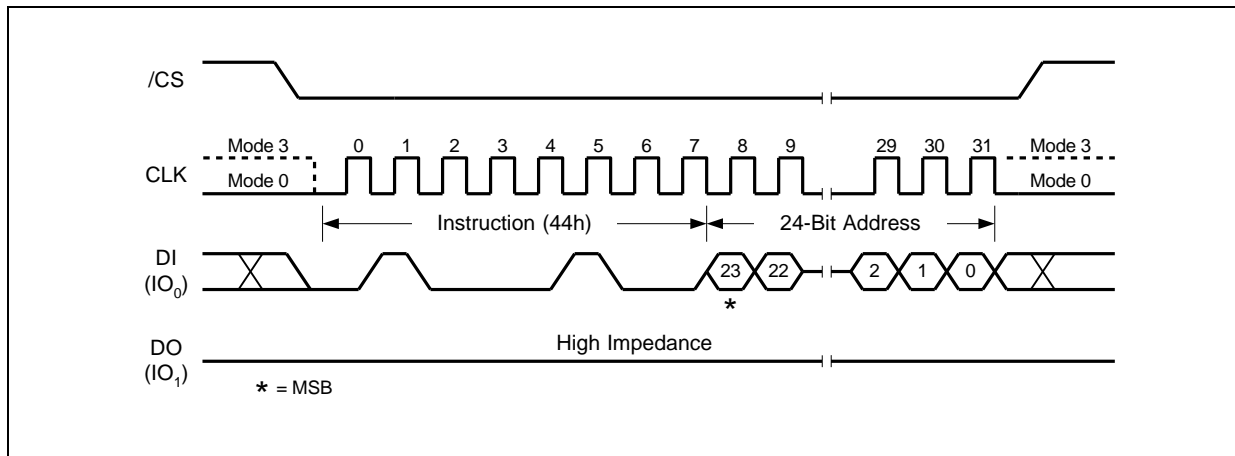 /CS
Mode 3 0 1 2 3 4 5 6 7 8 9 29 30 31 Mode 3
CLK
Mode 0 Mode 0
Instruction (44h) 24-Bit Address
DI
(IO₀)
23 22 2 1 0
*
High Impedance
DO
(IO₁)
* = MSB